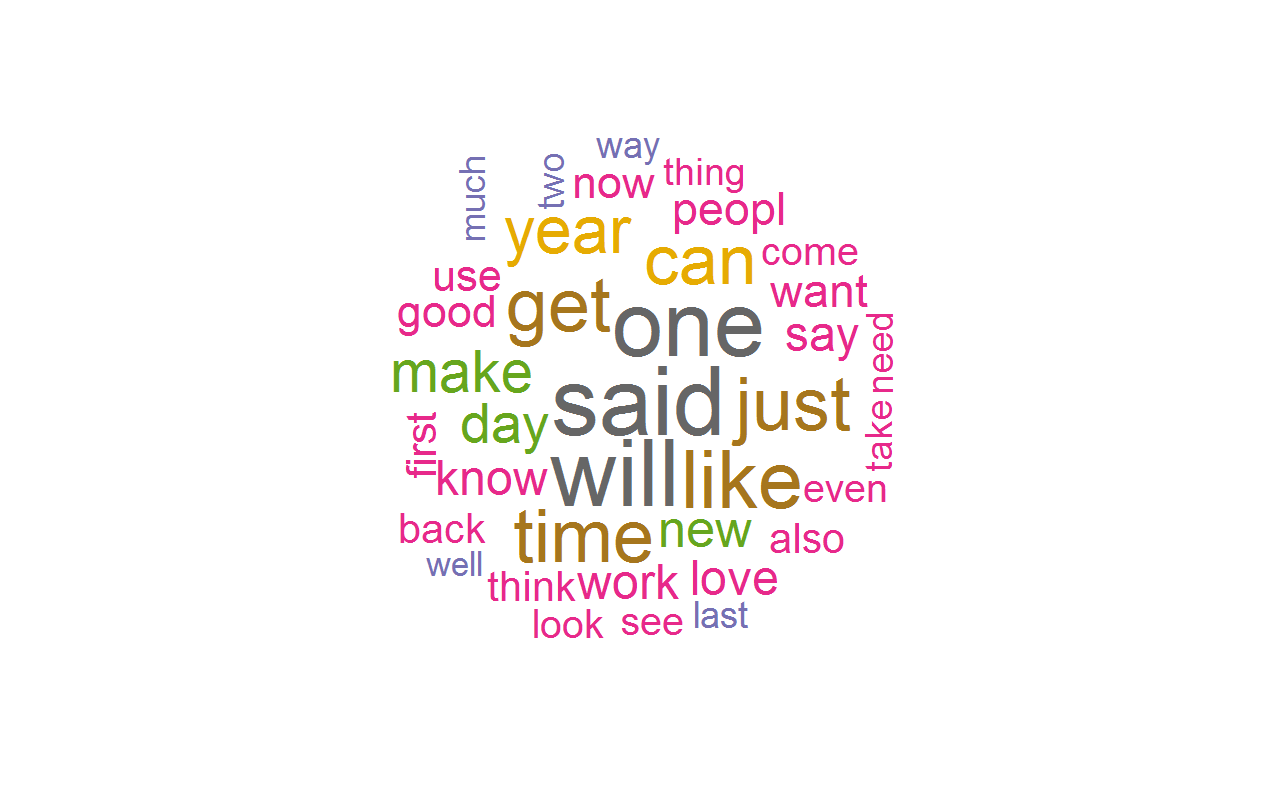 way
much
two
now
thing
peopl
year
can
come
use
want
good
get
one
say
need
make
said
just
day
take
first
know
will
like
even
back
time
new
also
well
think
work
love
look
see
last